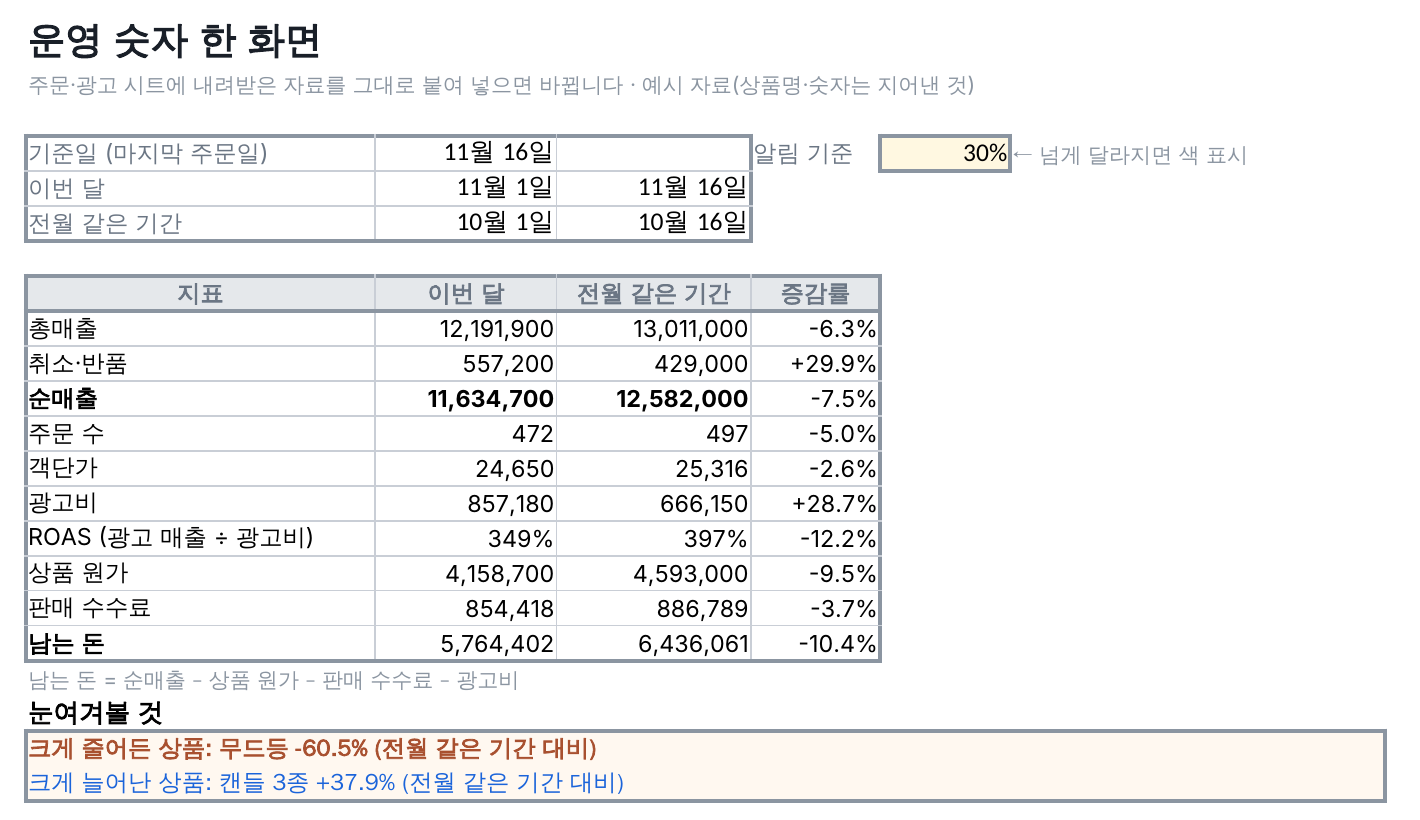 운영 숫자 한 화면
주문·광고 시트에 내려받은 자료를 그대로 붙여 넣으면 바뀝니다 · 예시 자료(상품명·숫자는 지어낸 것)
기준일 (마지막 주문일) 11월 16일 알림 기준 30% ← 넘게 달라지면 색 표시
이번 달 11월 1일 11월 16일
전월 같은 기간 10월 1일 10월 16일
지표 이번 달 전월 같은 기간 증감률
총매출 12,191,900 13,011,000 -6.3%
취소·반품 557,200 429,000 +29.9%
순매출 11,634,700 12,582,000 -7.5%
주문 수 472 497 -5.0%
객단가 24,650 25,316 -2.6%
광고비 857,180 666,150 +28.7%
ROAS (광고 매출 ÷ 광고비) 349% 397% -12.2%
상품 원가 4,158,700 4,593,000 -9.5%
판매 수수료 854,418 886,789 -3.7%
남는 돈 5,764,402 6,436,061 -10.4%
남는 돈 = 순매출 − 상품 원가 − 판매 수수료 − 광고비
눈여겨볼 것
크게 줄어든 상품: 무드등 -60.5% (전월 같은 기간 대비)
크게 늘어난 상품: 캔들 3종 +37.9% (전월 같은 기간 대비)